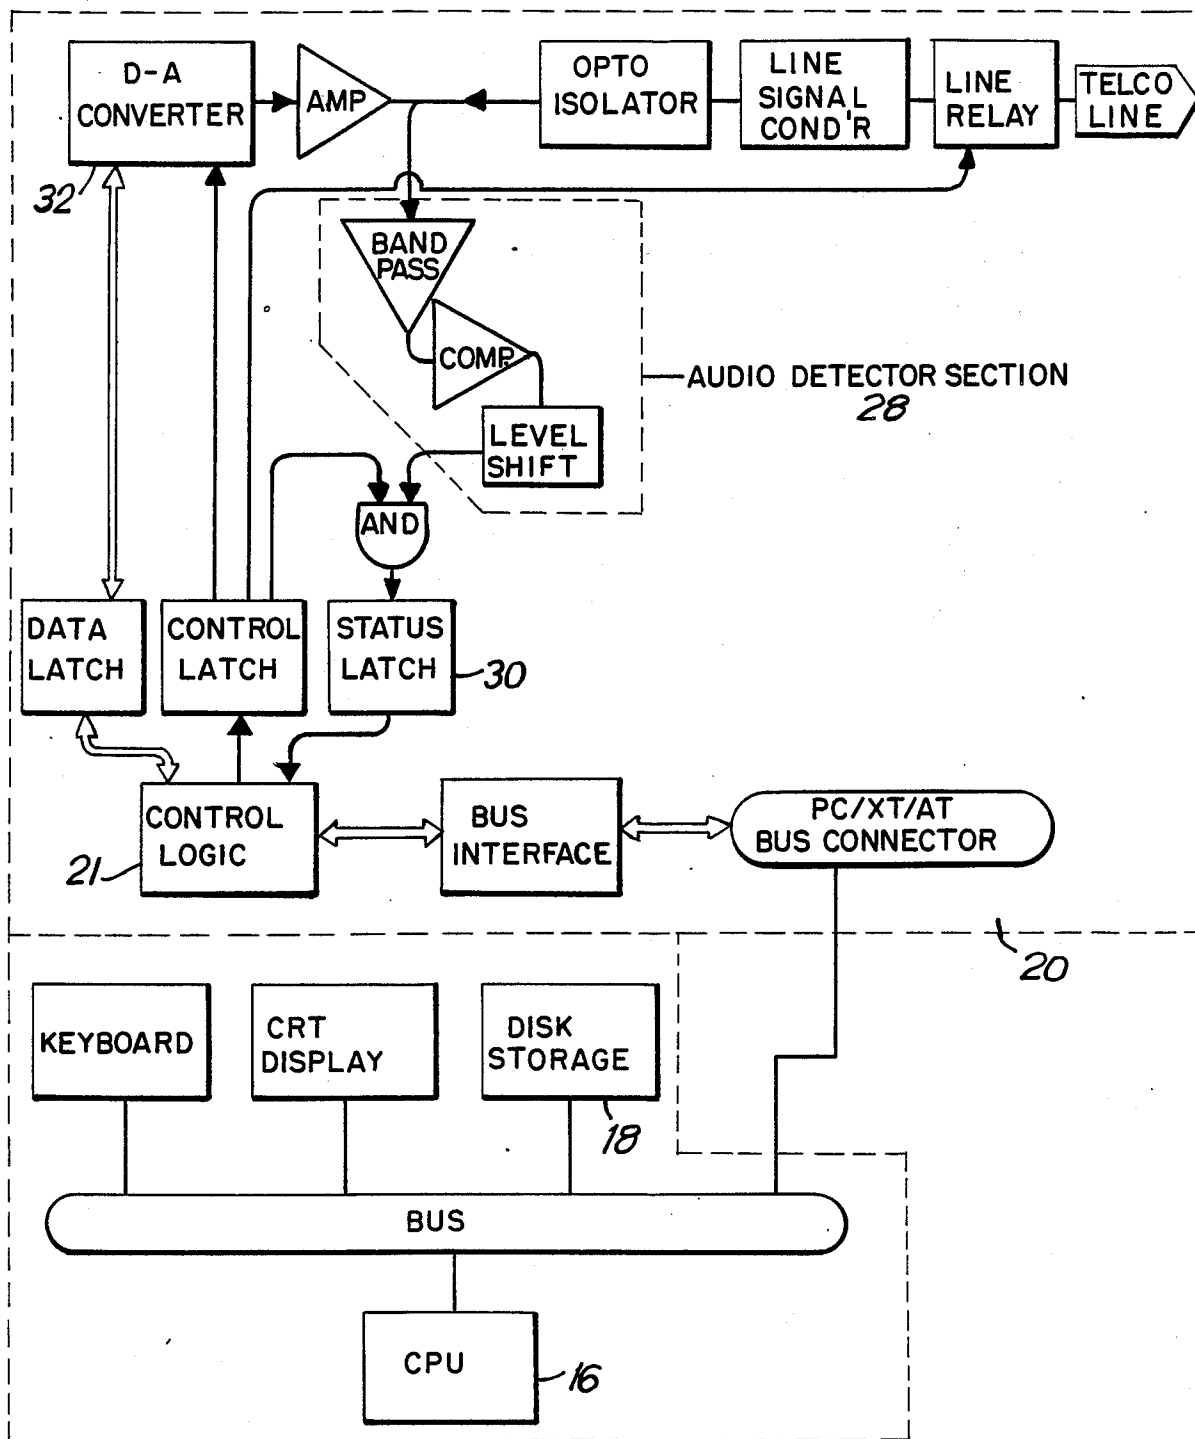 D-A
CONVERTER
32
AMP
OPTO
ISOLATOR
LINE
SIGNAL
COND'R
LINE
RELAY
TELCO
LINE
BAND
PASS
COMP.
LEVEL
SHIFT
AUDIO DETECTOR SECTION
28
AND
DATA
LATCH
CONTROL
LATCH
STATUS
LATCH
30
CONTROL
LOGIC
21
BUS
INTERFACE
PC/XT/AT
BUS CONNECTOR
20
KEYBOARD
CRT
DISPLAY
DISK
STORAGE
18
BUS
CPU
16